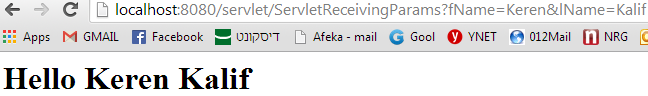 localhost:8080/servlet/ServletReceivingParams?fName=Keren&lName=Kalif
Apps GMAIL Facebook דיסקונט Afeka - mail Gool YNET 012Mail NRG
Hello Keren Kalif